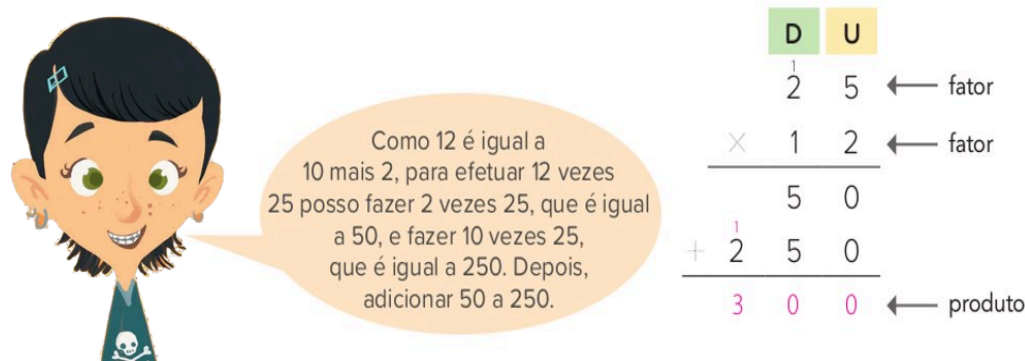 Como 12 é igual a
10 mais 2, para efetuar 12 vezes
25 posso fazer 2 vezes 25, que é igual
a 50, e fazer 10 vezes 25,
que é igual a 250. Depois,
adicionar 50 a 250.
D U
1
2 5 ← fator
× 1 2 ← fator
5 0
1
+ 2 5 0
3 0 0 ← produto